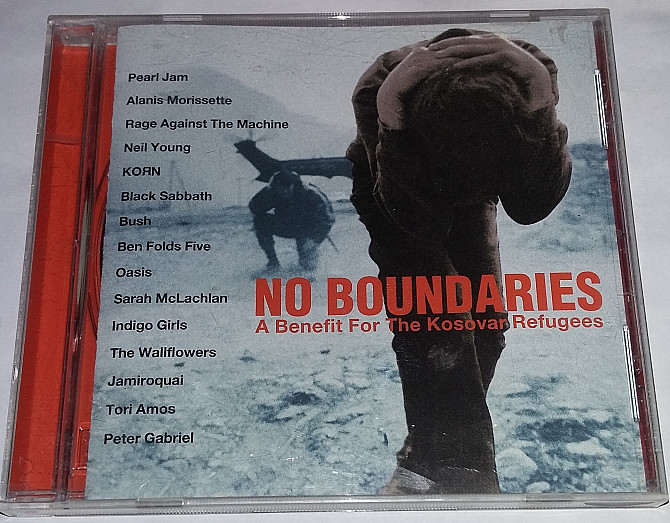 Pearl Jam
Alanis Morissette
Rage Against The Machine
Neil Young
KOЯN
Black Sabbath
Bush
Ben Folds Five
Oasis
Sarah McLachlan
Indigo Girls
The Wallflowers
Jamiroquai
Tori Amos
Peter Gabriel
NO BOUNDARIES
A Benefit For The Kosovar Refugees